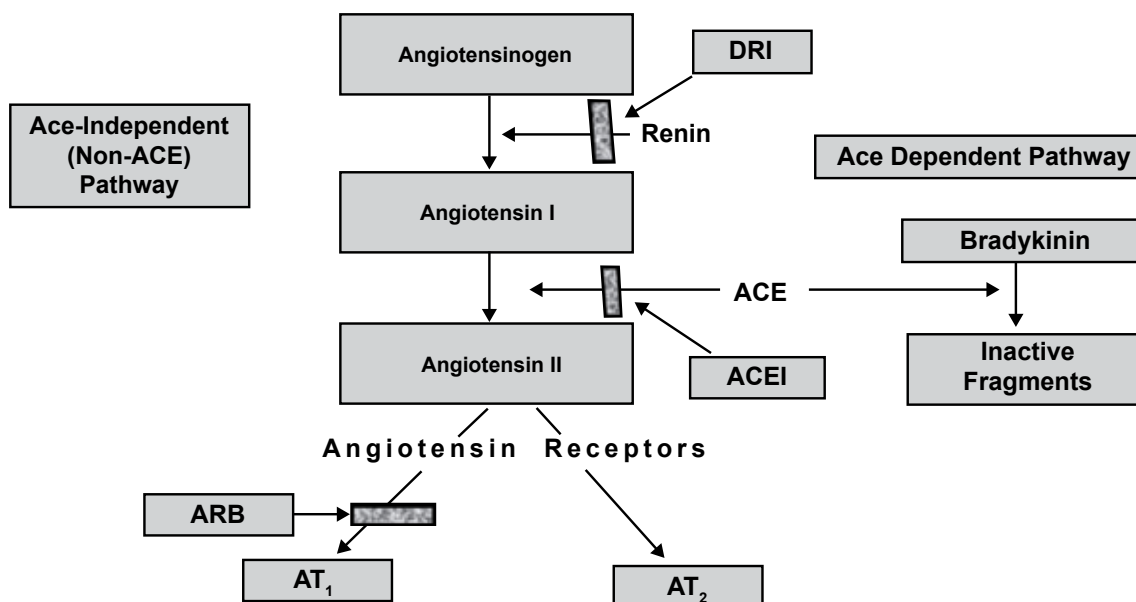 Angiotensinogen
DRI
Ace-Independent
(Non-ACE)
Pathway
Renin
Ace Dependent Pathway
Angiotensin I
Bradykinin
ACE
Angiotensin II
ACEI
Inactive
Fragments
Angiotensin Receptors
ARB
AT₁
AT₂